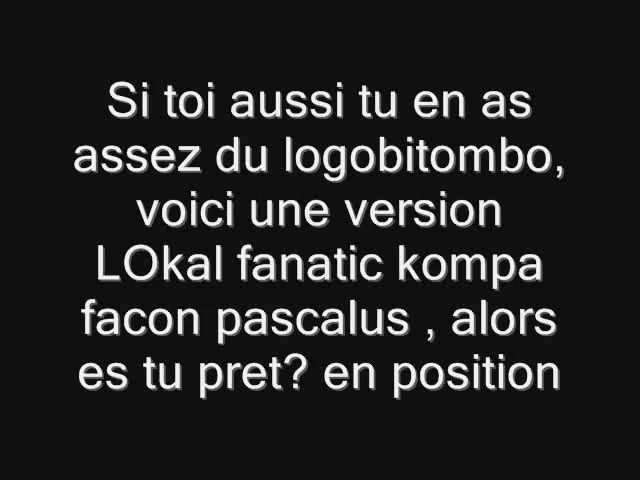 Si toi aussi tu en as
assez du logobitombo,
voici une version
LOkal fanatic kompa
facon pascalus , alors
es tu pret? en position